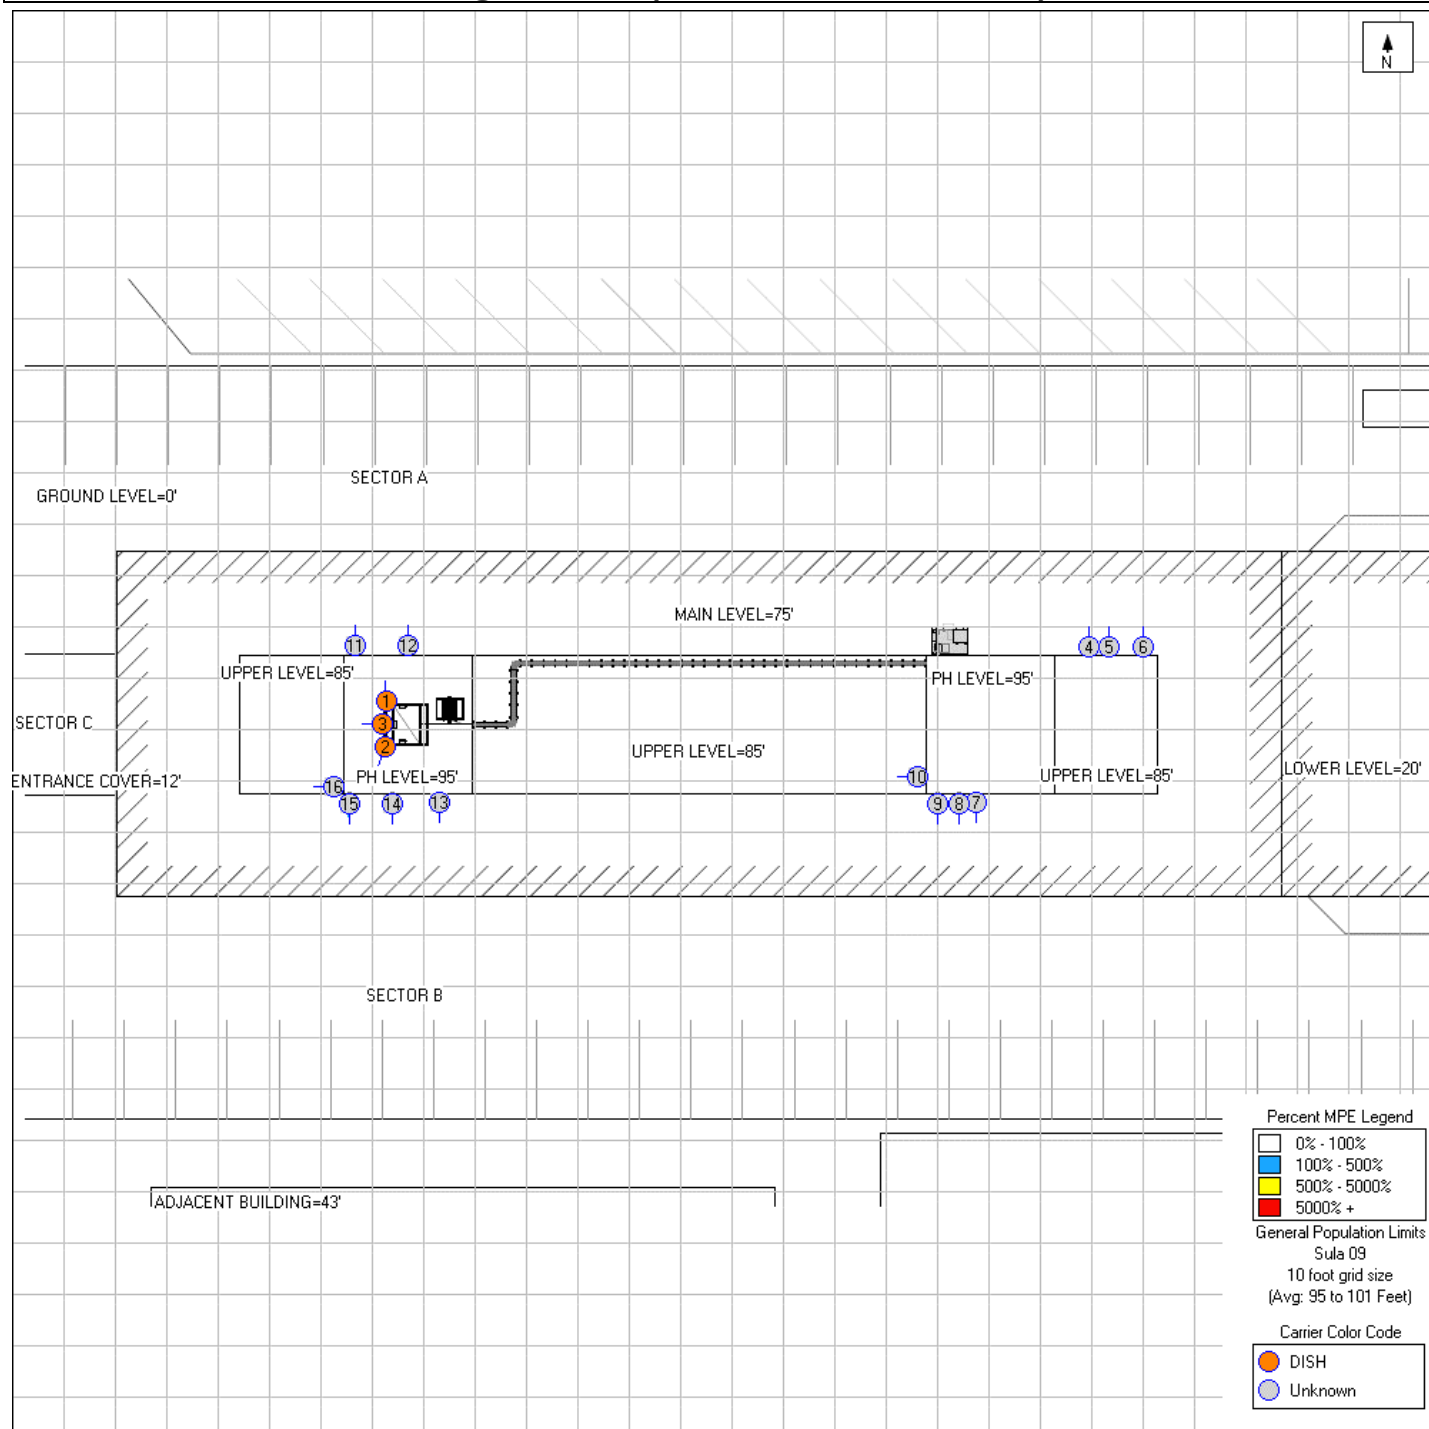 N
SECTOR A
GROUND LEVEL=0'
MAIN LEVEL=75'
11
12
4
5
6
UPPER LEVEL=85'
PH LEVEL=95'
1
SECTOR C
3
2
UPPER LEVEL=85'
LOWER LEVEL=20'
ENTRANCE COVER=12'
PH LEVEL=95'
10
UPPER LEVEL=85'
16
15
14
13
9
8
7
SECTOR B
ADJACENT BUILDING=43'
Percent MPE Legend
0% - 100%
100% - 500%
500% - 5000%
5000% +
General Population Limits
Sula 09
10 foot grid size
(Avg: 95 to 101 Feet)
Carrier Color Code
DISH
Unknown